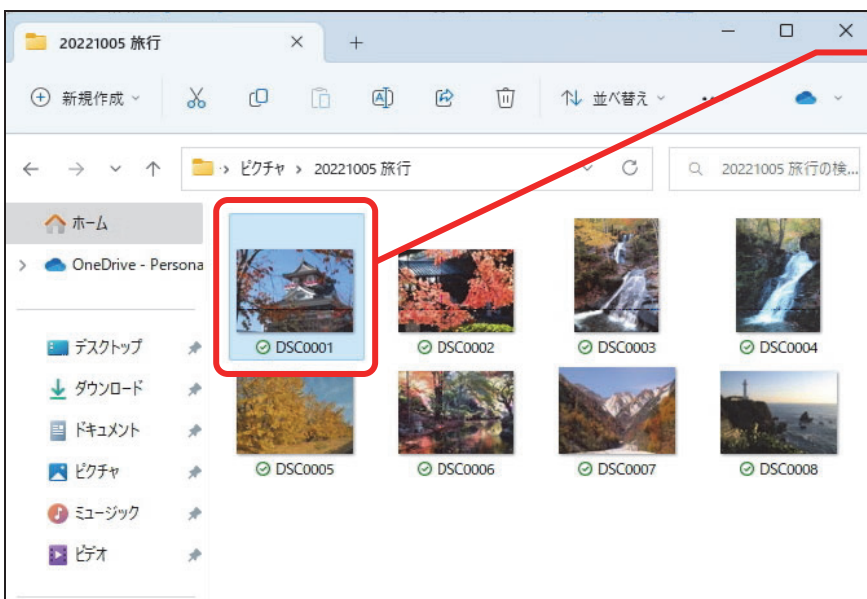 20221005 旅行
新規作成
並べ替え
ピクチャ > 20221005 旅行
20221005 旅行の検...
ホーム
OneDrive - Persona
デスクトップ
ダウンロード
ドキュメント
ピクチャ
ミュージック
ビデオ
DSC0001
DSC0002
DSC0003
DSC0004
DSC0005
DSC0006
DSC0007
DSC0008